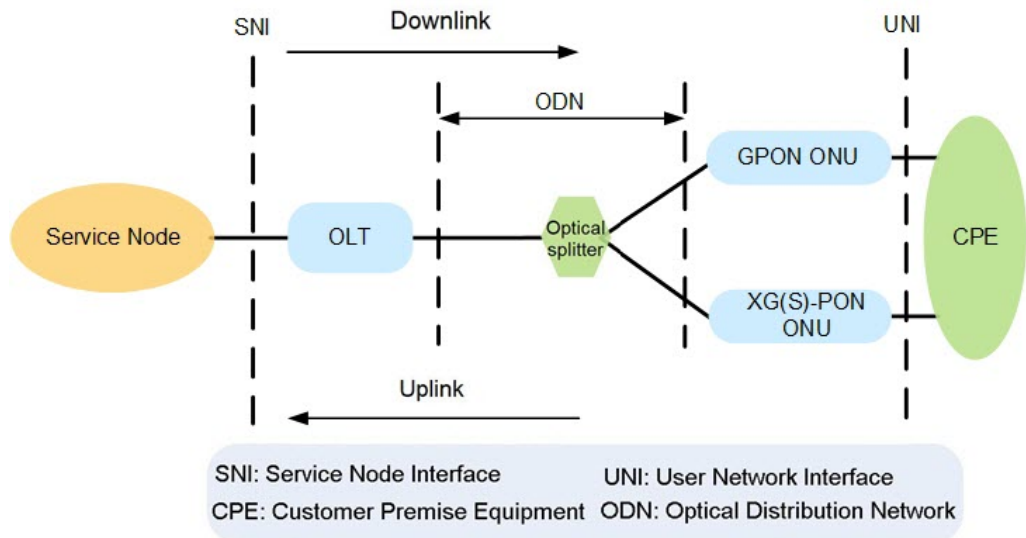 Downlink
SNI
UNI
ODN
GPON ONU
Service Node
OLT
Optical
splitter
CPE
XG(S)-PON
ONU
Uplink
SNI: Service Node Interface
UNI: User Network Interface
CPE: Customer Premise Equipment
ODN: Optical Distribution Network